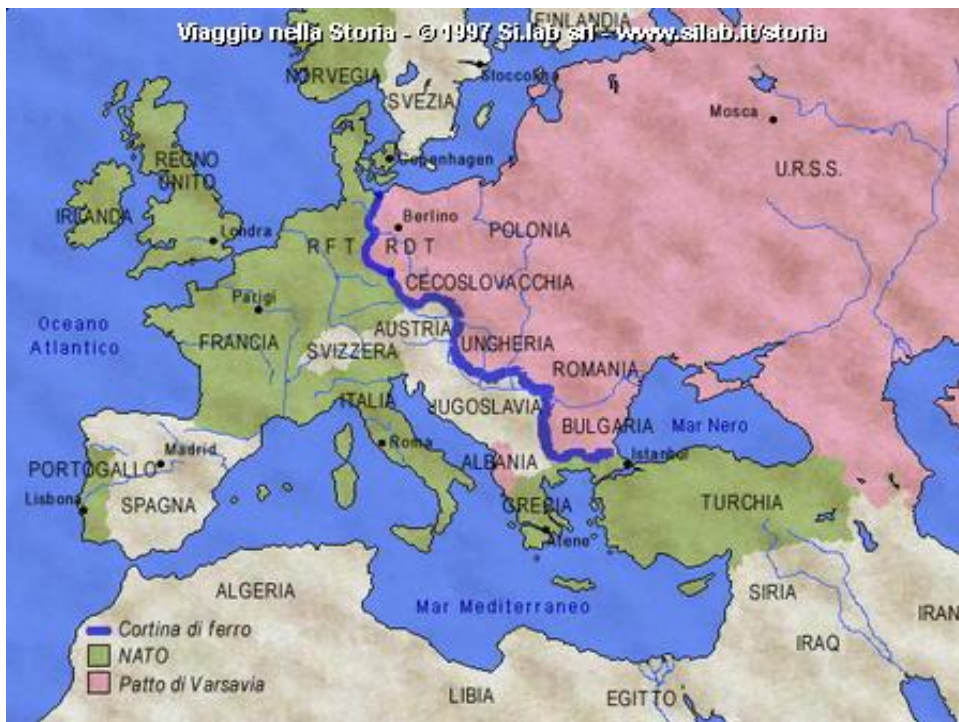 Viaggio nella Storia - © 1997 Si.lab srl - www.silab.it/storia
FINLANDIA
NORVEGIA
Stoccolma
SVEZIA
Mosca
Copenhagen
REGNO
UNITO
U.R.S.S.
IRLANDA
Londra
Berlino
POLONIA
RFT
RDT
CECOSLOVACCHIA
Parigi
Oceano
Atlantico
FRANCIA
AUSTRIA
SVIZZERA
UNGHERIA
ROMANIA
ITALIA
JUGOSLAVIA
BULGARIA
Mar Nero
Roma
Madrid
PORTOGALLO
ALBANIA
Istanbul
Lisbona
SPAGNA
GRECIA
TURCHIA
Atene
ALGERIA
Mar Mediterraneo
SIRIA
IRAN
IRAQ
Cortina di ferro
NATO
Patto di Varsavia
LIBIA
EGITTO